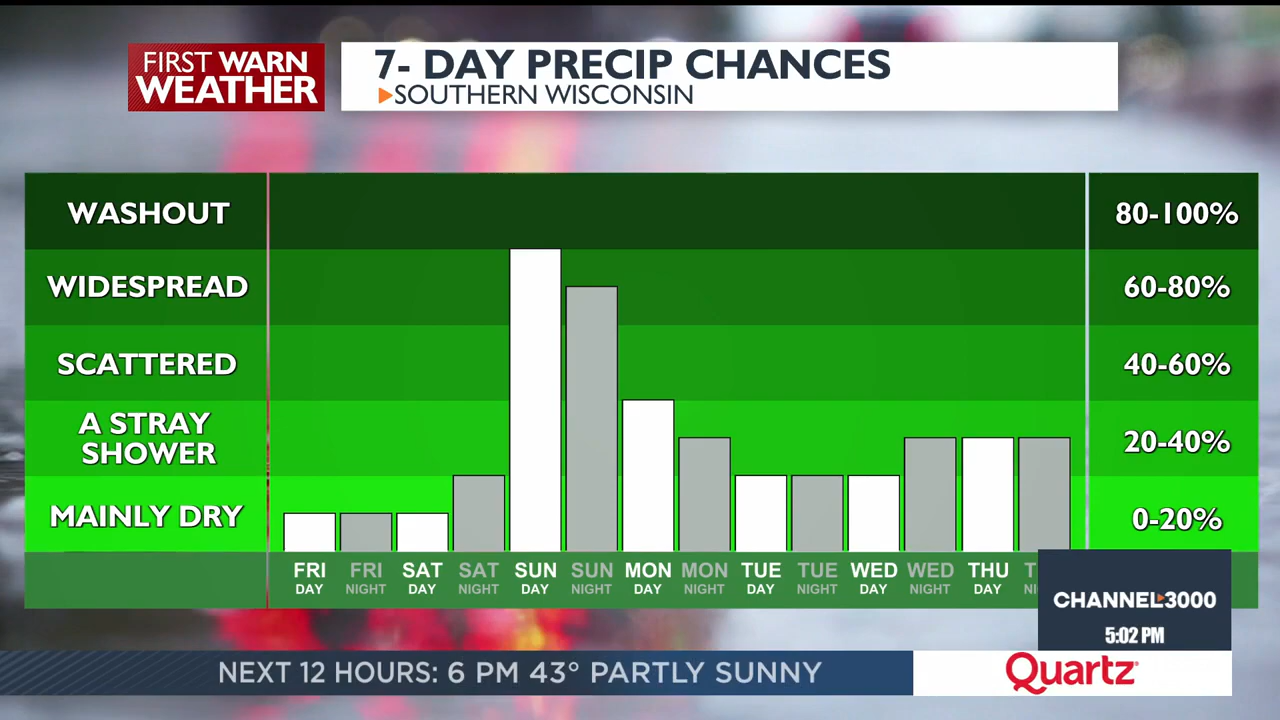 FIRST WARN
WEATHER
7- DAY PRECIP CHANCES
SOUTHERN WISCONSIN
WASHOUT
80-100%
WIDESPREAD
60-80%
SCATTERED
40-60%
A STRAY
SHOWER
20-40%
MAINLY DRY
0-20%
FRI FRI SAT SAT SUN SUN MON MON TUE TUE WED WED THU
DAY NIGHT DAY NIGHT DAY NIGHT DAY NIGHT DAY NIGHT DAY NIGHT DAY
CHANNEL3000
5:02 PM
NEXT 12 HOURS: 6 PM 43° PARTLY SUNNY
Quartz